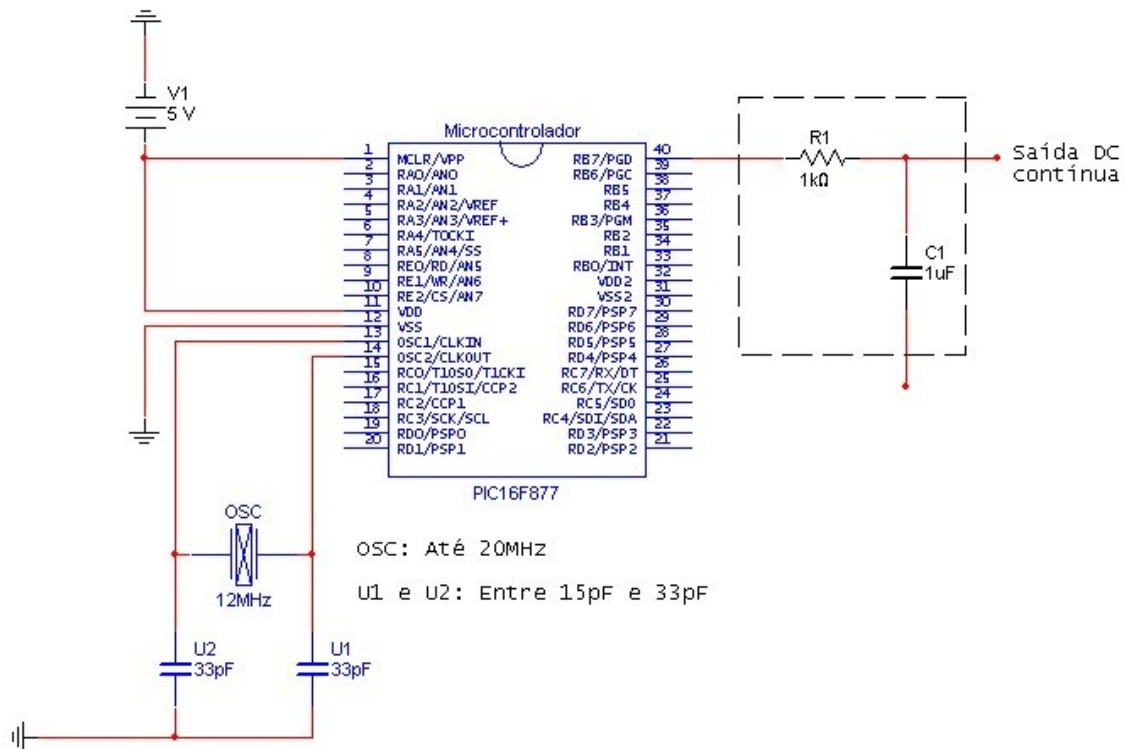 V1
5 V
Microcontrolador
1
2
3
4
5
6
7
8
9
10
11
12
13
14
15
16
17
18
19
20
MCLR/VPP
RA0/AN0
RA1/AN1
RA2/AN2/VREF
RA3/AN3/VREF+
RA4/TOCKI
RA5/AN4/SS
RE0/RD/AN5
RE1/WR/AN6
RE2/CS/AN7
VDD
VSS
OSC1/CLKIN
OSC2/CLKOUT
RC0/T1OSO/T1CKI
RC1/T1OSI/CCP2
RC2/CCP1
RC3/SCK/SCL
RD0/PSP0
RD1/PSP1
RB7/PGD
RB6/PGC
RB5
RB4
RB3/PGM
RB2
RB1
RB0/INT
VDD2
VSS2
RD7/PSP7
RD6/PSP6
RD5/PSP5
RD4/PSP4
RC7/RX/DT
RC6/TX/CK
RC5/SDO
RC4/SDI/SDA
RD3/PSP3
RD2/PSP2
40
39
38
37
36
35
34
33
32
31
30
29
28
27
26
25
24
23
22
21
PIC16F877
R1
1kΩ
C1
1uF
Saída DC
contínua
OSC
12MHz
OSC: Até 20MHz
U1 e U2: Entre 15pF e 33pF
U2
33pF
U1
33pF